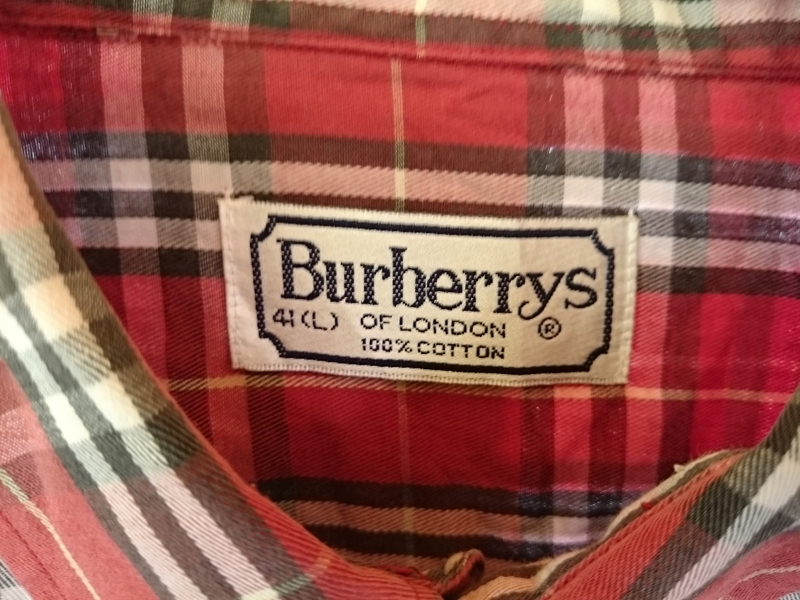 Burberrys
41(L) OF LONDON ®
100% COTTON